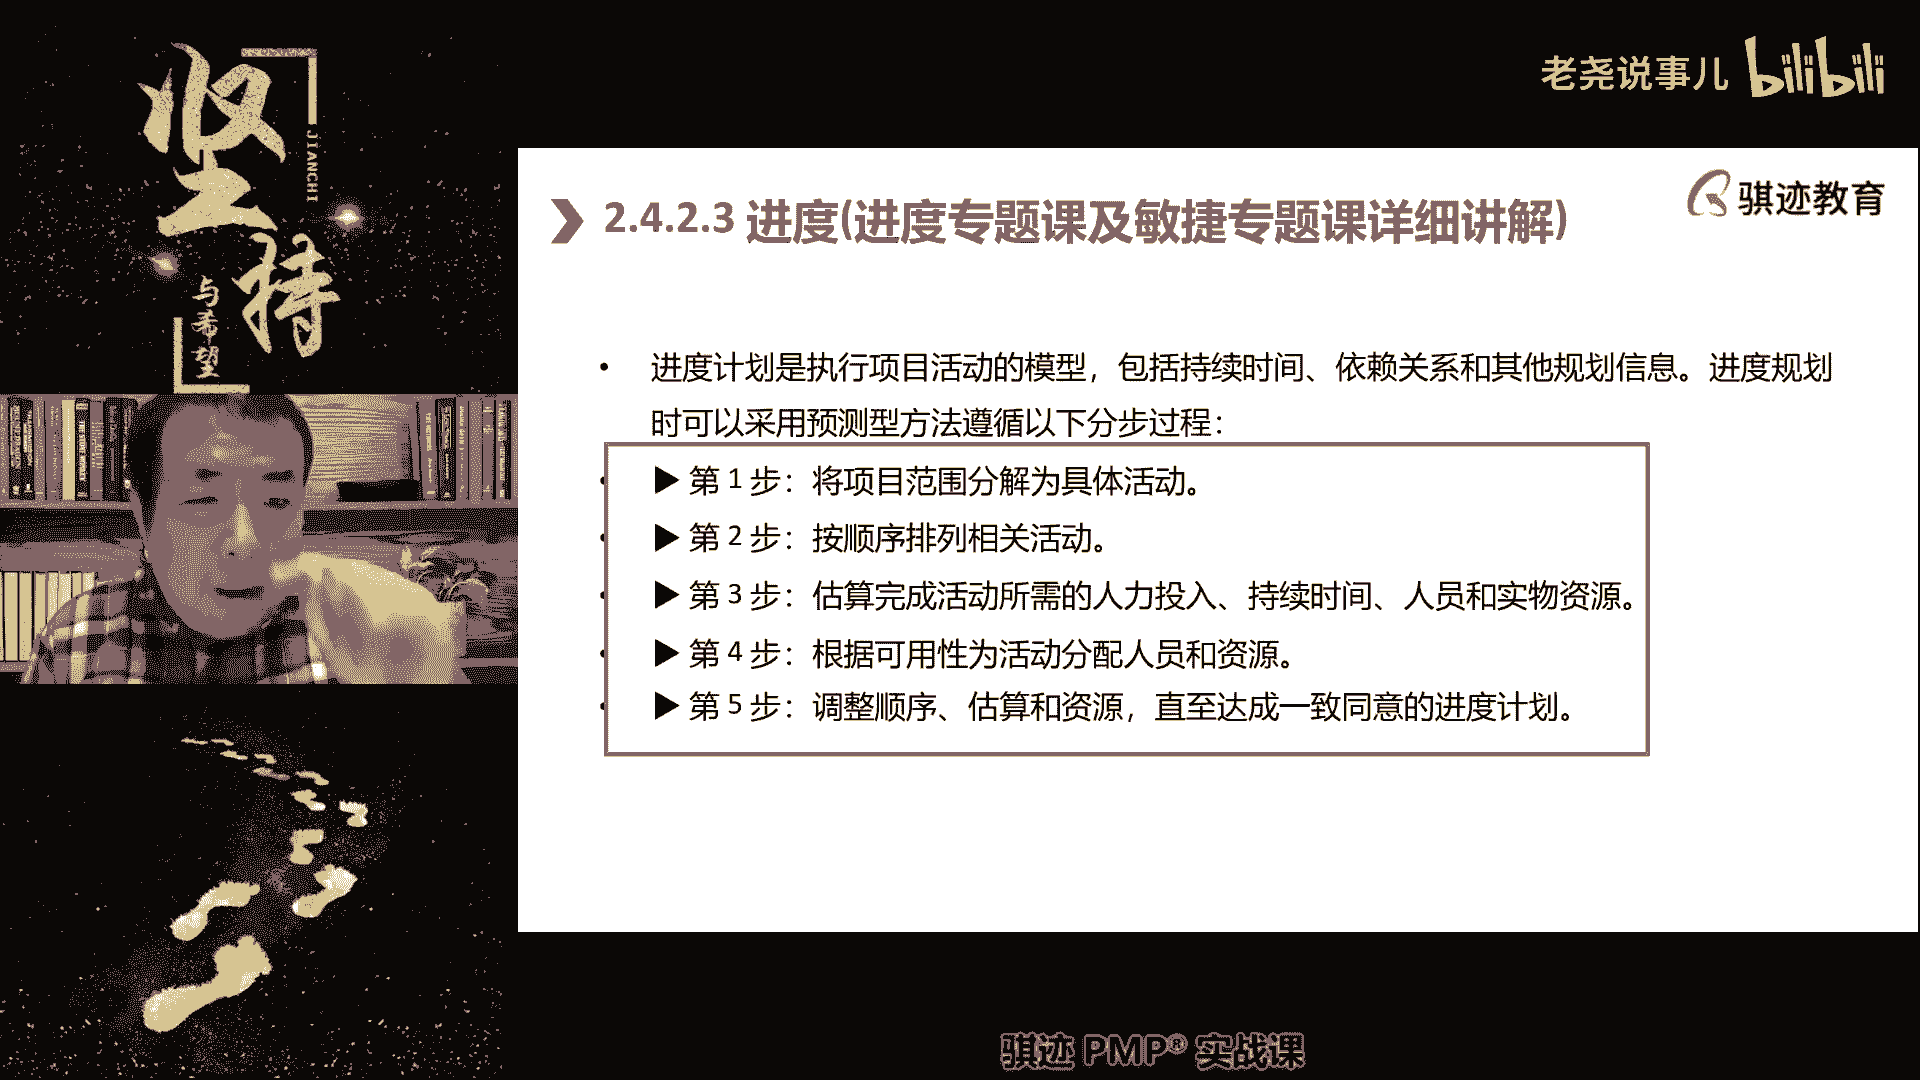 坚持
JIANCHI
与希望
老尧说事儿 bilibili
骐迹教育
2.4.2.3 进度(进度专题课及敏捷专题课详细讲解)
• 进度计划是执行项目活动的模型，包括持续时间、依赖关系和其他规划信息。进度规划
时可以采用预测型方法遵循以下分步过程：
▶ 第 1 步：将项目范围分解为具体活动。
▶ 第 2 步：按顺序排列相关活动。
▶ 第 3 步：估算完成活动所需的人力投入、持续时间、人员和实物资源。
▶ 第 4 步：根据可用性为活动分配人员和资源。
▶ 第 5 步：调整顺序、估算和资源，直至达成一致同意的进度计划。
骐迹 PMP® 实战课